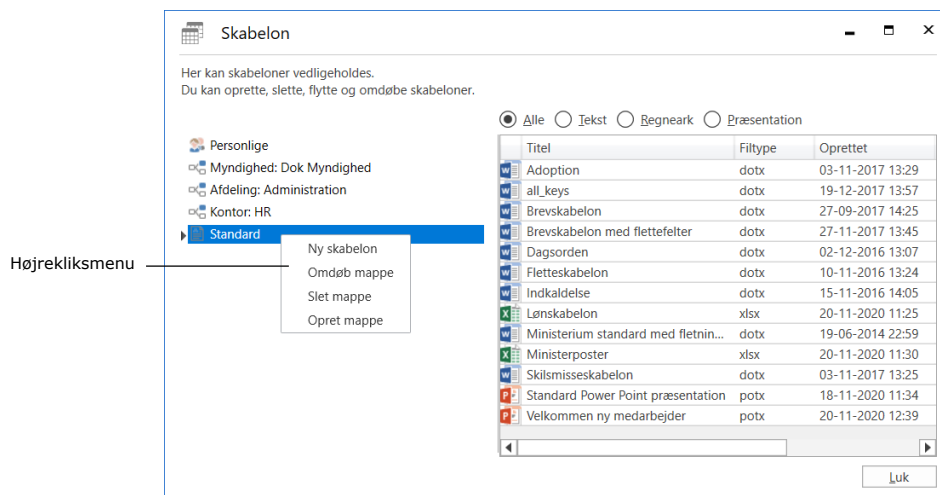 Skabelon
Her kan skabeloner vedligeholdes.
Du kan oprette, slette, flytte og omdøbe skabeloner.
Alle Tekst Regneark Præsentation
Personlige
Myndighed: Dok Myndighed
Afdeling: Administration
Kontor: HR
Standard
Højrekliksmenu
Ny skabelon
Omdøb mappe
Slet mappe
Opret mappe
Titel Filtype Oprettet
Adoption dotx 03-11-2017 13:29
all_keys dotx 19-12-2017 13:57
Brevskabelon dotx 27-09-2017 14:25
Brevskabelon med flettefelter dotx 27-11-2017 13:45
Dagsorden dotx 02-12-2016 13:07
Fletteskabelon dotx 10-11-2016 13:24
Indkaldelse dotx 15-11-2016 14:05
Lønskabelon xlsx 20-11-2020 11:25
Ministerium standard med fletnin... dotx 19-06-2014 22:59
Ministerposter xlsx 20-11-2020 11:30
Skilsmisseskabelon dotx 03-11-2017 13:25
Standard Power Point præsentation potx 18-11-2020 11:34
Velkommen ny medarbejder potx 20-11-2020 12:39
Luk